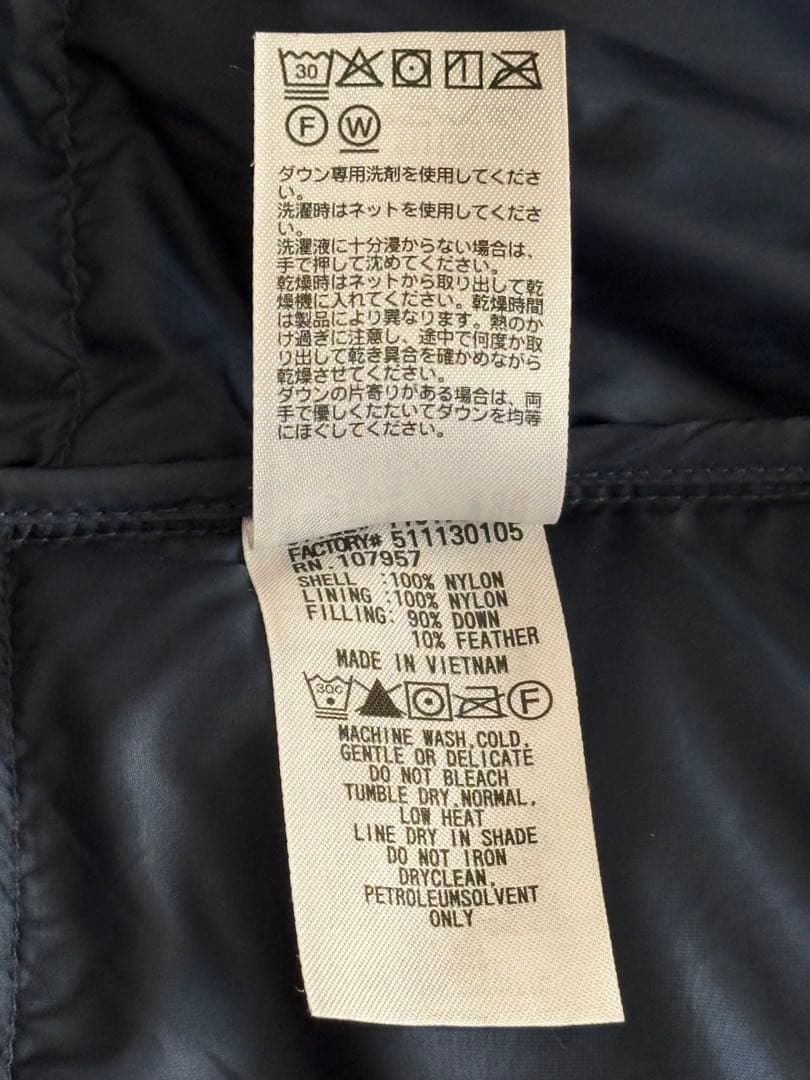 30
F W
ダウン専用洗剤を使用してくださ
い。
洗濯時はネットを使用してくださ
い。
洗濯液に十分浸からない場合は、
手で押して沈めてください。
乾燥時はネットから取り出して乾
燥機に入れてください。乾燥時間
は製品により異なります。熱のか
け過ぎに注意し、途中で何度か取
り出して乾き具合を確かめながら
乾燥させてください。
ダウンの片寄りがある場合は、両
手で優しくたたいてダウンを均等
にほぐしてください。
FACTORY# 511130105
RN 107957
SHELL :100% NYLON
LINING :100% NYLON
FILLING: 90% DOWN
10% FEATHER
MADE IN VIETNAM
30C F
MACHINE WASH,COLD,
GENTLE OR DELICATE
DO NOT BLEACH
TUMBLE DRY,NORMAL,
LOW HEAT
LINE DRY IN SHADE
DO NOT IRON
DRYCLEAN,
PETROLEUMSOLVENT
ONLY